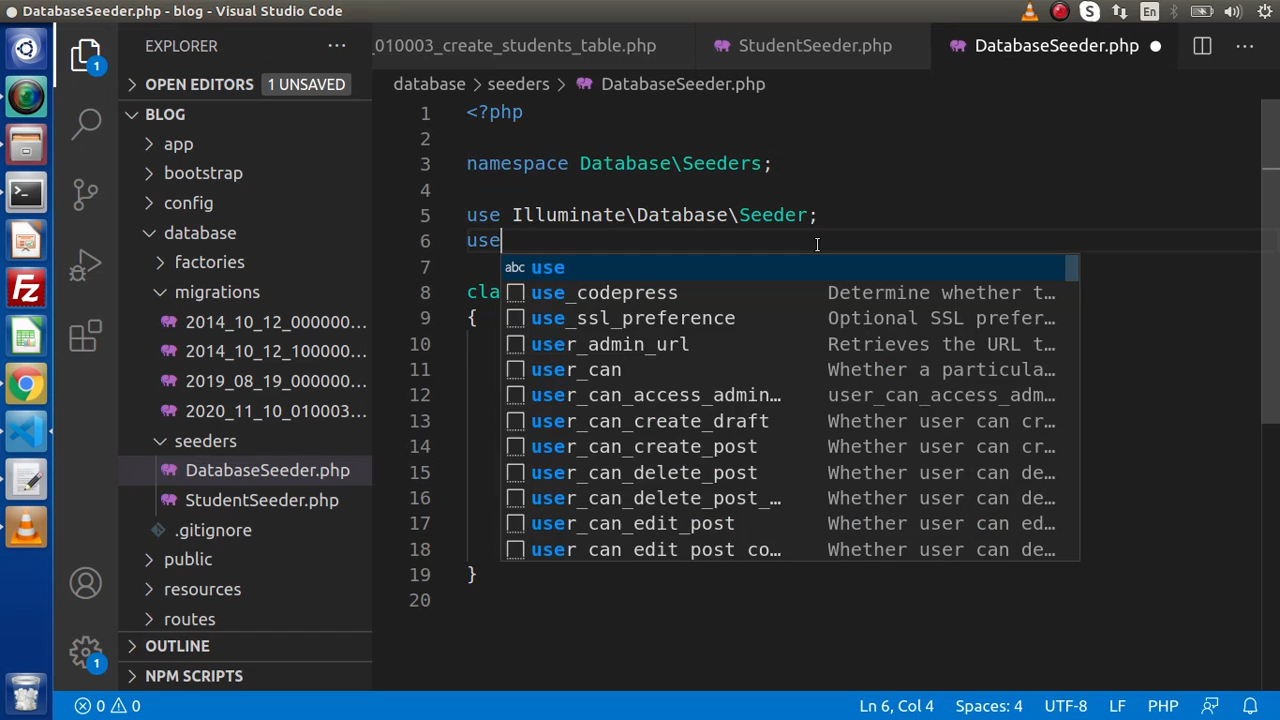 DatabaseSeeder.php - blog - Visual Studio Code
En
EXPLORER
_010003_create_students_table.php
StudentSeeder.php
DatabaseSeeder.php
1
OPEN EDITORS 1 UNSAVED
database > seeders > DatabaseSeeder.php
BLOG
app
bootstrap
config
database
factories
migrations
2014_10_12_000000...
2014_10_12_100000...
2019_08_19_000000...
2020_11_10_010003...
seeders
DatabaseSeeder.php
StudentSeeder.php
.gitignore
public
resources
routes
OUTLINE
NPM SCRIPTS
1
1 <?php
2
3 namespace Database\Seeders;
4
5 use Illuminate\Database\Seeder;
6 use
7
8 cla
9 {
10
11
12
13
14
15
16
17
18
19 }
20
abc use
use_codepress Determine whether t...
use_ssl_preference Optional SSL prefer...
user_admin_url Retrieves the URL t...
user_can Whether a particula...
user_can_access_admin... user_can_access_adm...
user_can_create_draft Whether user can cr...
user_can_create_post Whether user can cr...
user_can_delete_post Whether user can de...
user_can_delete_post_... Whether user can de...
user_can_edit_post Whether user can ed...
user can edit post co... Whether user can de...
0 0
Ln 6, Col 4
Spaces: 4
UTF-8
LF
PHP